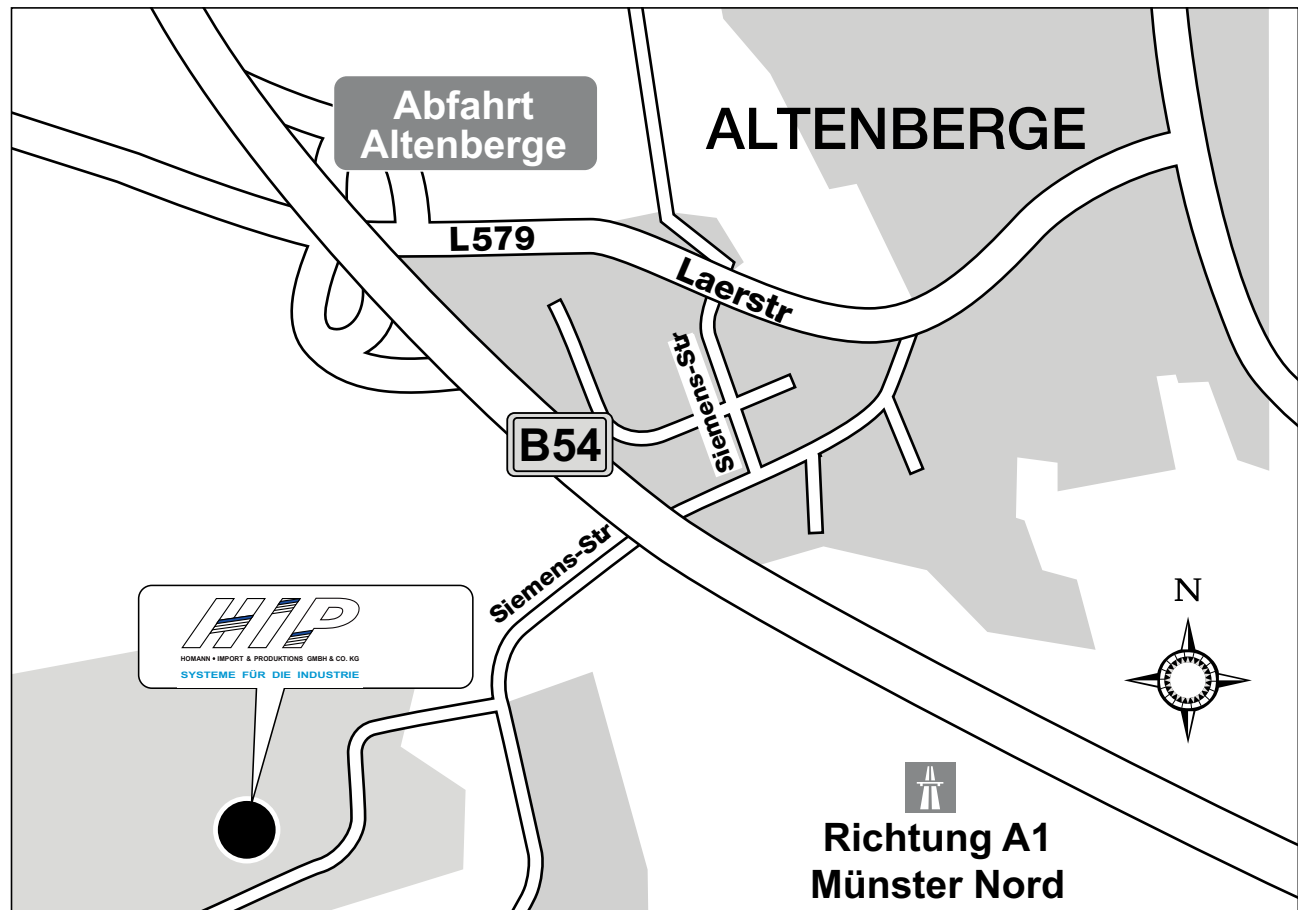 Abfahrt
Altenberge
ALTENBERGE
L579
Laerstr
Siemens-Str
B54
Siemens-Str
HIP
HOMANN • IMPORT & PRODUKTIONS GMBH & CO. KG
SYSTEME FÜR DIE INDUSTRIE
N
Richtung A1
Münster Nord